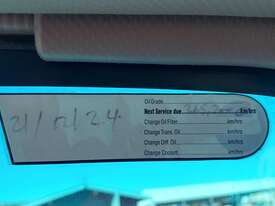 Oil Grade
Next Service due km/hrs
21/ /24
Change Oil Filter km/hrs
Change Trans. Oil km/hrs
Change Diff. Oil km/hrs
Change Coolant km/hrs